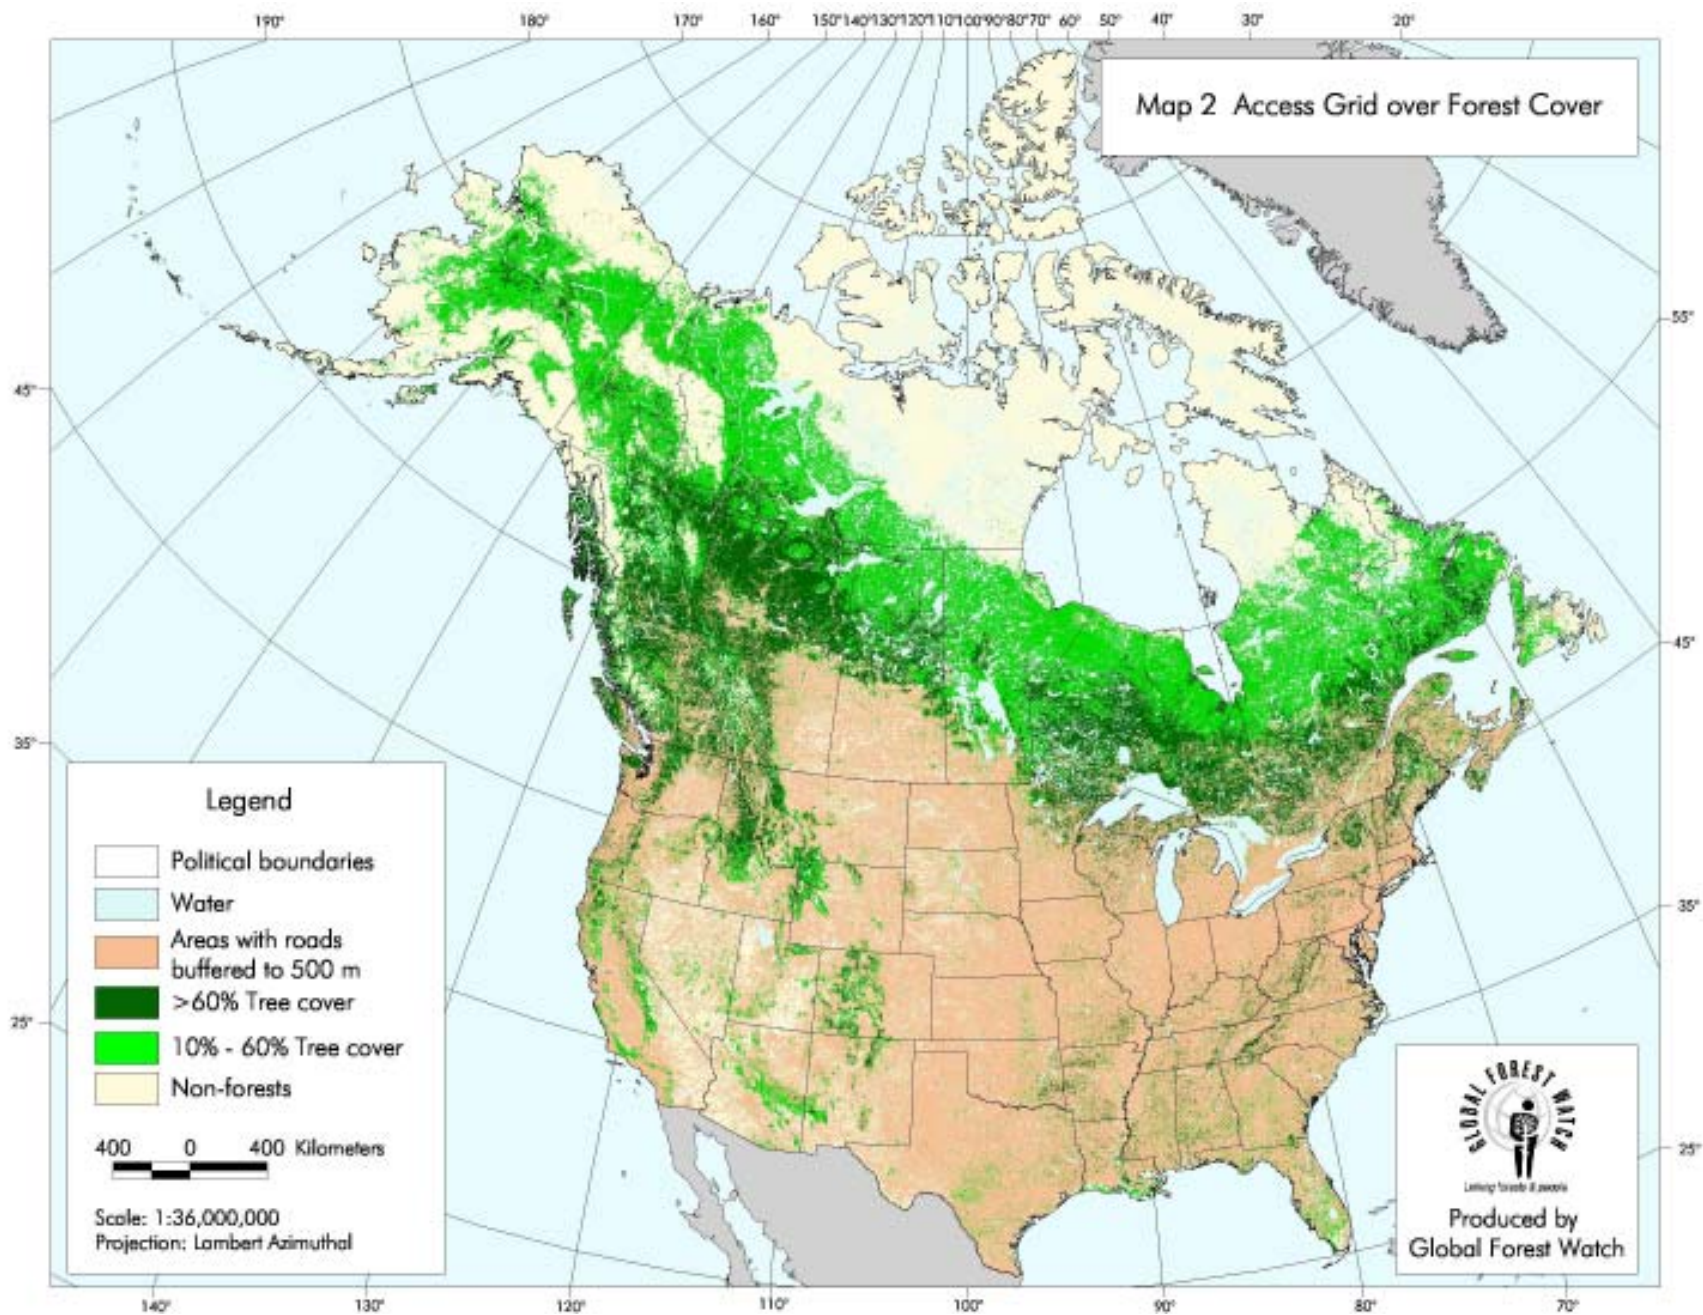 190° 180° 170° 160° 150°140°130°120°110°100°90°80°70° 60° 50° 40° 30° 20°
Map 2 Access Grid over Forest Cover
55°
45°
45°
35°
35°
25°
25°
Legend
Political boundaries
Water
Areas with roads
buffered to 500 m
>60% Tree cover
10% - 60% Tree cover
Non-forests
400 0 400 Kilometers
Scale: 1:36,000,000
Projection: Lambert Azimuthal
GLOBAL FOREST WATCH
Linking forests & people
Produced by
Global Forest Watch
140° 130° 120° 110° 100° 90° 80° 70°